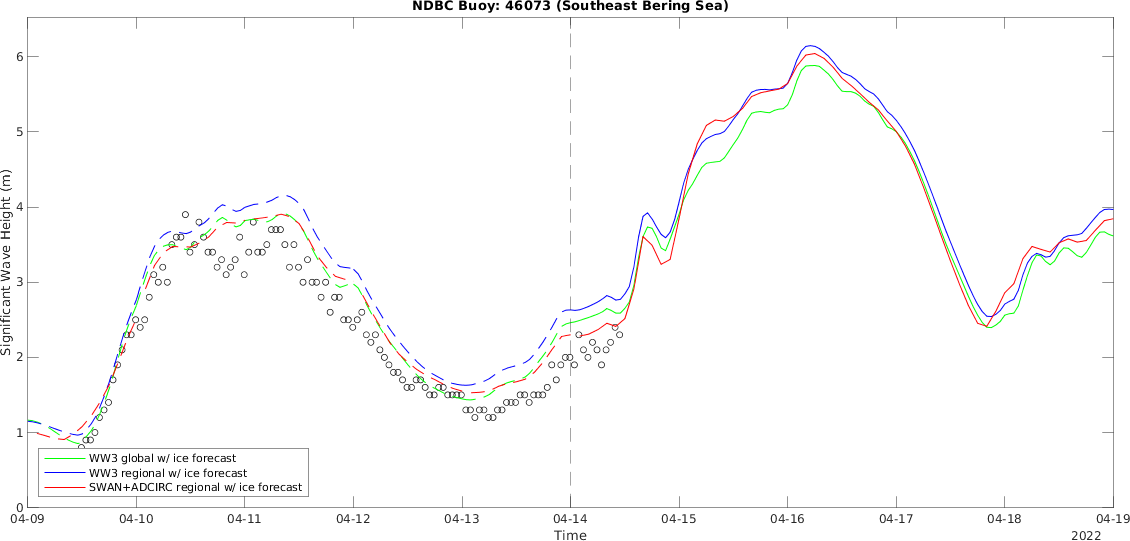 NDBC Buoy: 46073 (Southeast Bering Sea)
Significant Wave Height (m)
6
5
4
3
2
1
0
WW3 global w/ ice forecast
WW3 regional w/ ice forecast
SWAN+ADCIRC regional w/ ice forecast
04-09 04-10 04-11 04-12 04-13 04-14 04-15 04-16 04-17 04-18 04-19
Time
2022